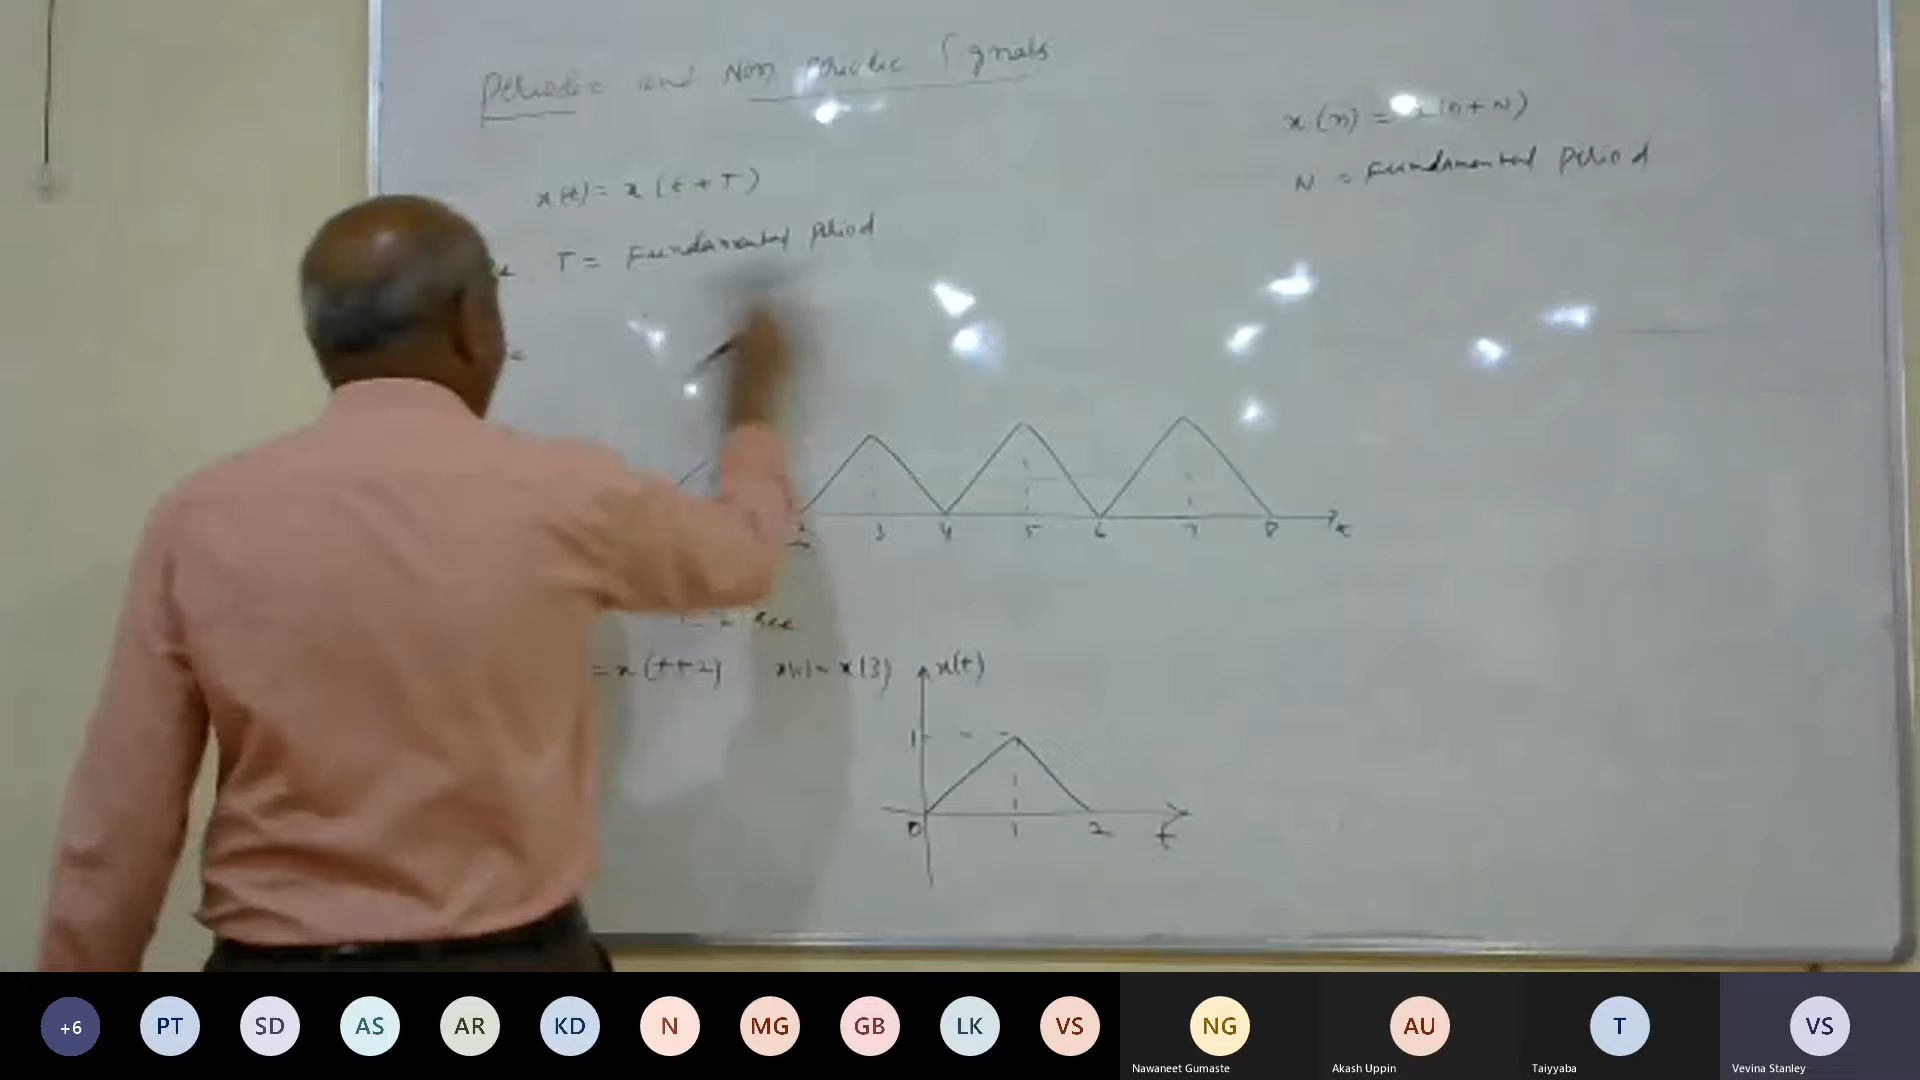 Periodic and Non Periodic Signals
x(t) = x(t+T)
T = Fundamental Period
x(n) = x(n+N)
N = Fundamental Period
=
2 3 4 5 6 7 8 t
2 sec
= x(t+2) x(1) = x(3)
x(t)
1
0 1 2 t
+6 PT SD AS AR KD N MG GB LK VS NG AU T VS
Nawaneet Gumaste Akash Uppin Taiyyaba Vevina Stanley